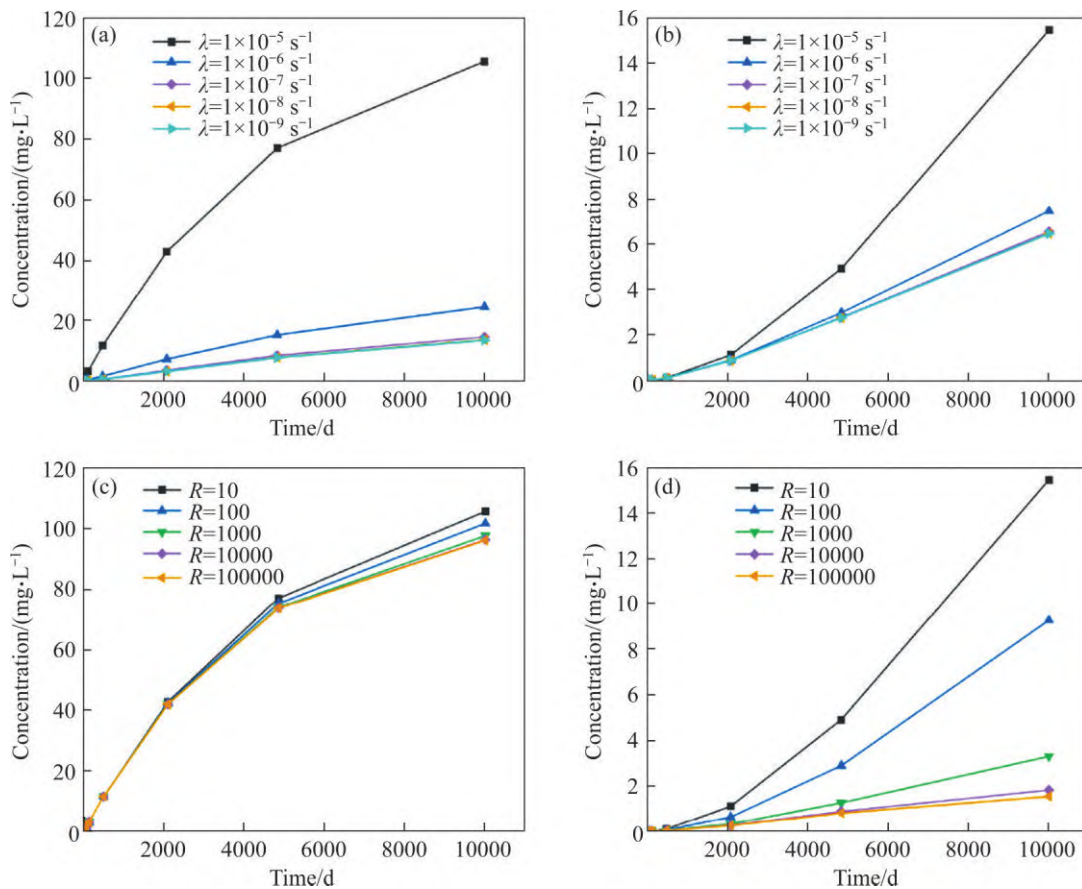 (a)
λ=1×10⁻⁵ s⁻¹
λ=1×10⁻⁶ s⁻¹
λ=1×10⁻⁷ s⁻¹
λ=1×10⁻⁸ s⁻¹
λ=1×10⁻⁹ s⁻¹
120
100
80
60
40
20
0
Concentration/(mg·L⁻¹)
2000 4000 6000 8000 10000
Time/d
(b)
λ=1×10⁻⁵ s⁻¹
λ=1×10⁻⁶ s⁻¹
λ=1×10⁻⁷ s⁻¹
λ=1×10⁻⁸ s⁻¹
λ=1×10⁻⁹ s⁻¹
16
14
12
10
8
6
4
2
0
Concentration/(mg·L⁻¹)
2000 4000 6000 8000 10000
Time/d
(c)
R=10
R=100
R=1000
R=10000
R=100000
120
100
80
60
40
20
0
Concentration/(mg·L⁻¹)
2000 4000 6000 8000 10000
Time/d
(d)
R=10
R=100
R=1000
R=10000
R=100000
16
14
12
10
8
6
4
2
0
Concentration/(mg·L⁻¹)
2000 4000 6000 8000 10000
Time/d